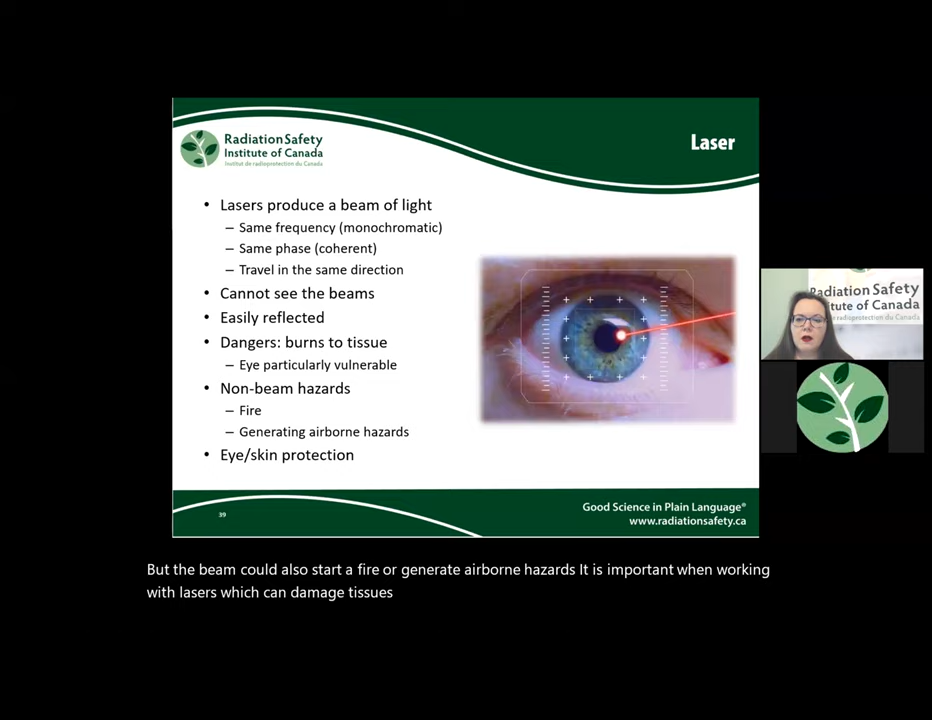 Radiation Safety
Institute of Canada
Institut de radioprotection du Canada
Laser
• Lasers produce a beam of light
– Same frequency (monochromatic)
– Same phase (coherent)
– Travel in the same direction
• Cannot see the beams
• Easily reflected
• Dangers: burns to tissue
– Eye particularly vulnerable
• Non-beam hazards
– Fire
– Generating airborne hazards
• Eye/skin protection
39
Good Science in Plain Language®
www.radiationsafety.ca
Radiation Safety
itute of Canada
de radioprotection du Canada
But the beam could also start a fire or generate airborne hazards It is important when working
with lasers which can damage tissues